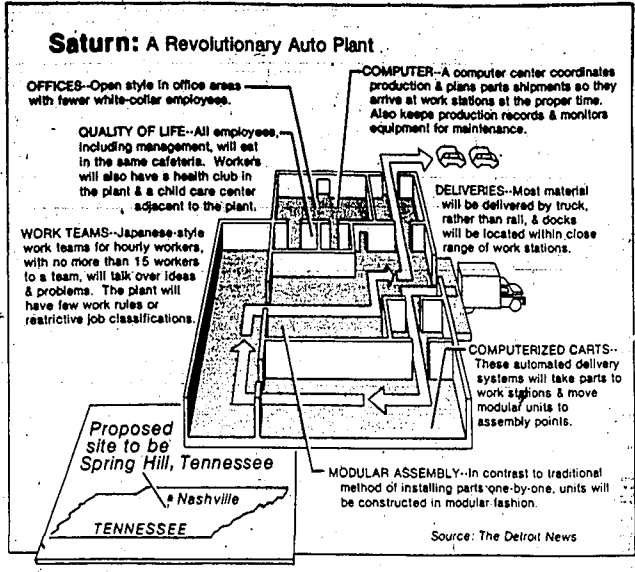 Saturn: A Revolutionary Auto Plant
OFFICES--Open style in office areas
with fewer white-collar employees.
COMPUTER--A computer center coordinates
production & plans parts shipments so they
arrive at work stations at the proper time.
Also keeps production records & monitors
equipment for maintenance.
QUALITY OF LIFE--All employees,
including management, will eat
in the same cafeteria. Workers
will also have a health club in
the plant & a child care center
adjacent to the plant.
DELIVERIES--Most material
will be delivered by truck,
rather than rail, & docks
will be located within close
range of work stations.
WORK TEAMS--Japanese-style
work teams for hourly workers,
with no more than 15 workers
to a team, will talk over ideas
& problems. The plant will
have few work rules or
restrictive job classifications.
COMPUTERIZED CARTS--
These automated delivery
systems will take parts to
work stations & move
modular units to
assembly points.
Proposed
site to be
Spring Hill, Tennessee
Nashville
TENNESSEE
MODULAR ASSEMBLY--In contrast to traditional
method of installing parts one-by-one, units will
be constructed in modular fashion.
Source: The Detroit News